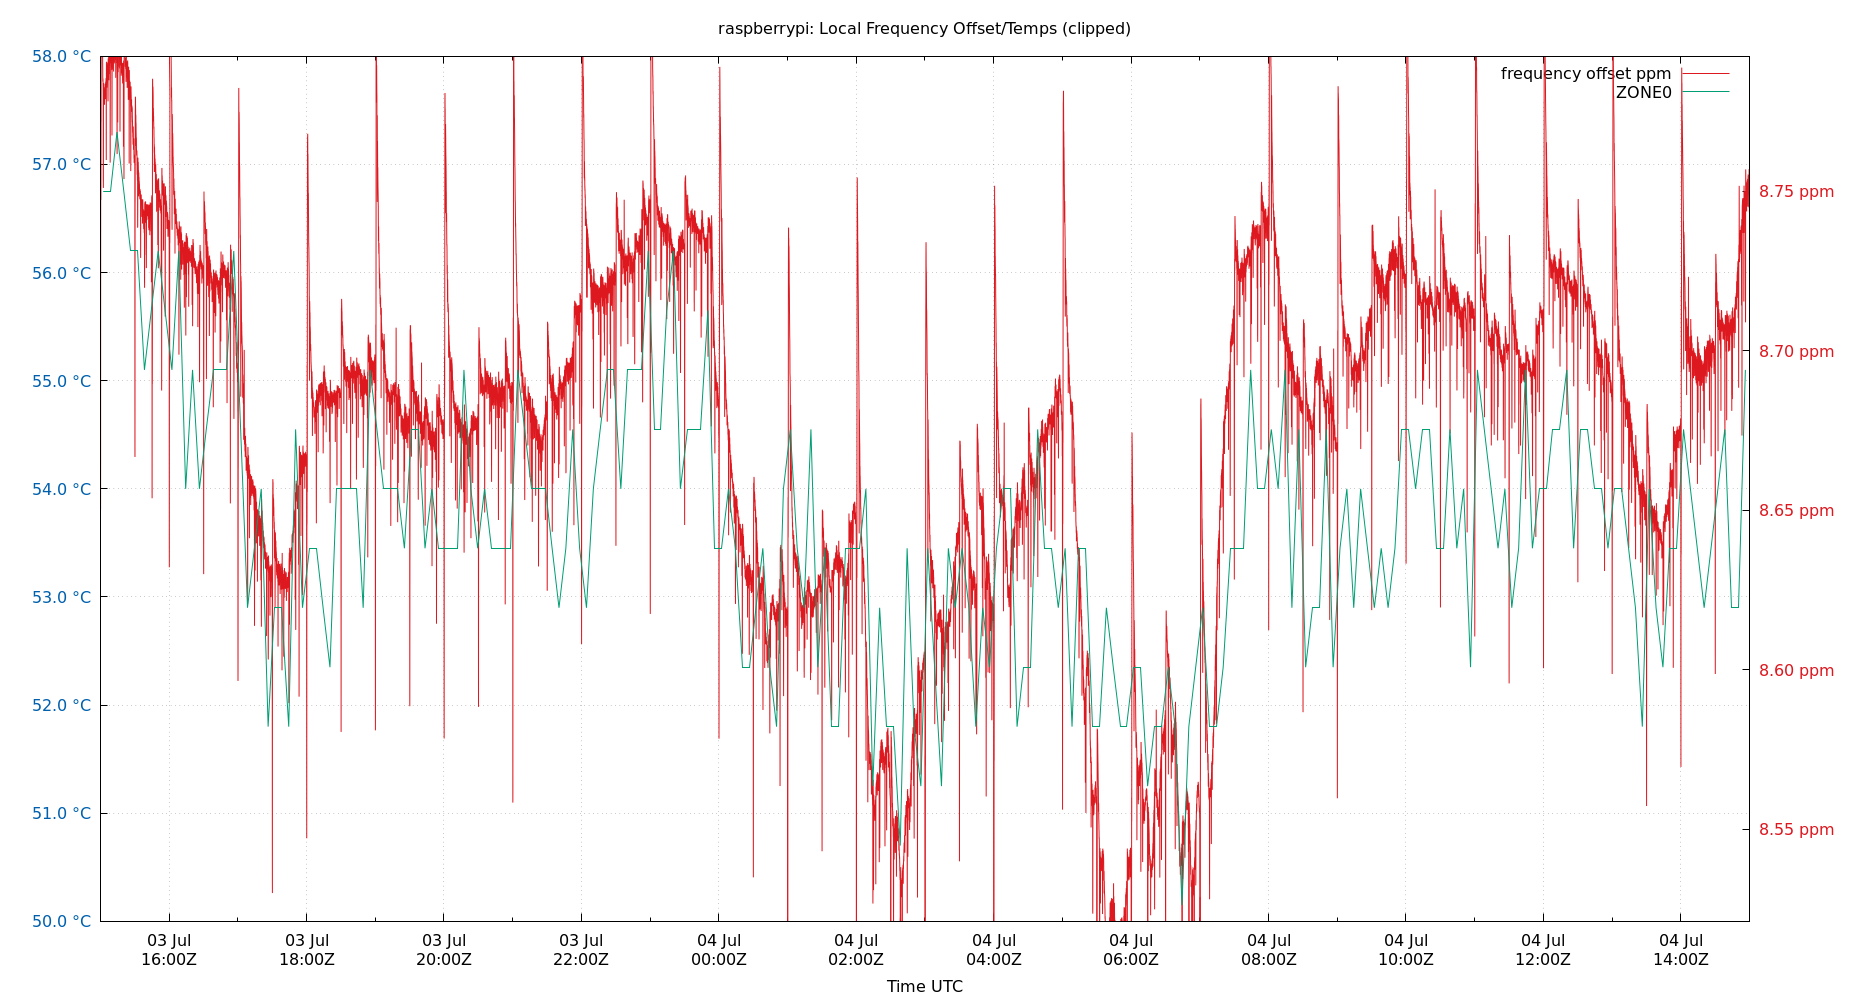 raspberrypi: Local Frequency Offset/Temps (clipped)
58.0 °C
57.0 °C
56.0 °C
55.0 °C
54.0 °C
53.0 °C
52.0 °C
51.0 °C
50.0 °C
frequency offset ppm
ZONE0
8.75 ppm
8.70 ppm
8.65 ppm
8.60 ppm
8.55 ppm
03 Jul 03 Jul 03 Jul 03 Jul 04 Jul 04 Jul 04 Jul 04 Jul 04 Jul 04 Jul 04 Jul 04 Jul
16:00Z 18:00Z 20:00Z 22:00Z 00:00Z 02:00Z 04:00Z 06:00Z 08:00Z 10:00Z 12:00Z 14:00Z
Time UTC